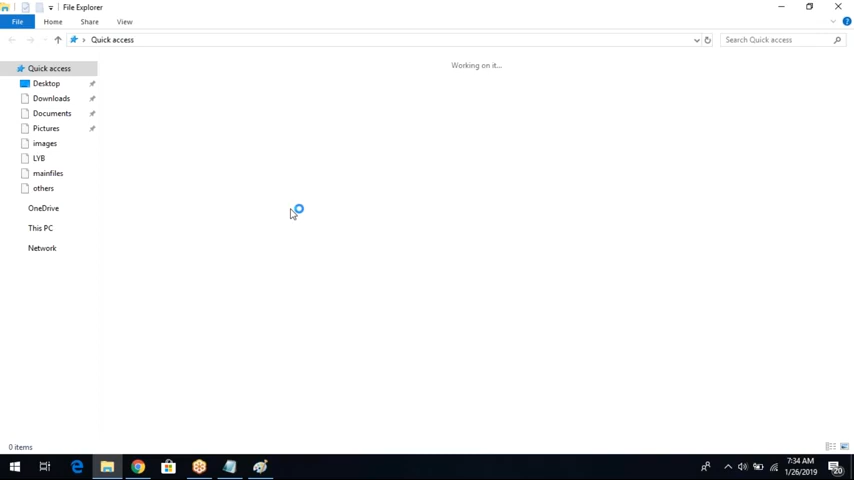 File Explorer
File Home Share View
Quick access
Search Quick access
Working on it...
Quick access
Desktop
Downloads
Documents
Pictures
images
LYB
mainfiles
others
OneDrive
This PC
Network
0 items
7:34 AM
1/26/2019
20